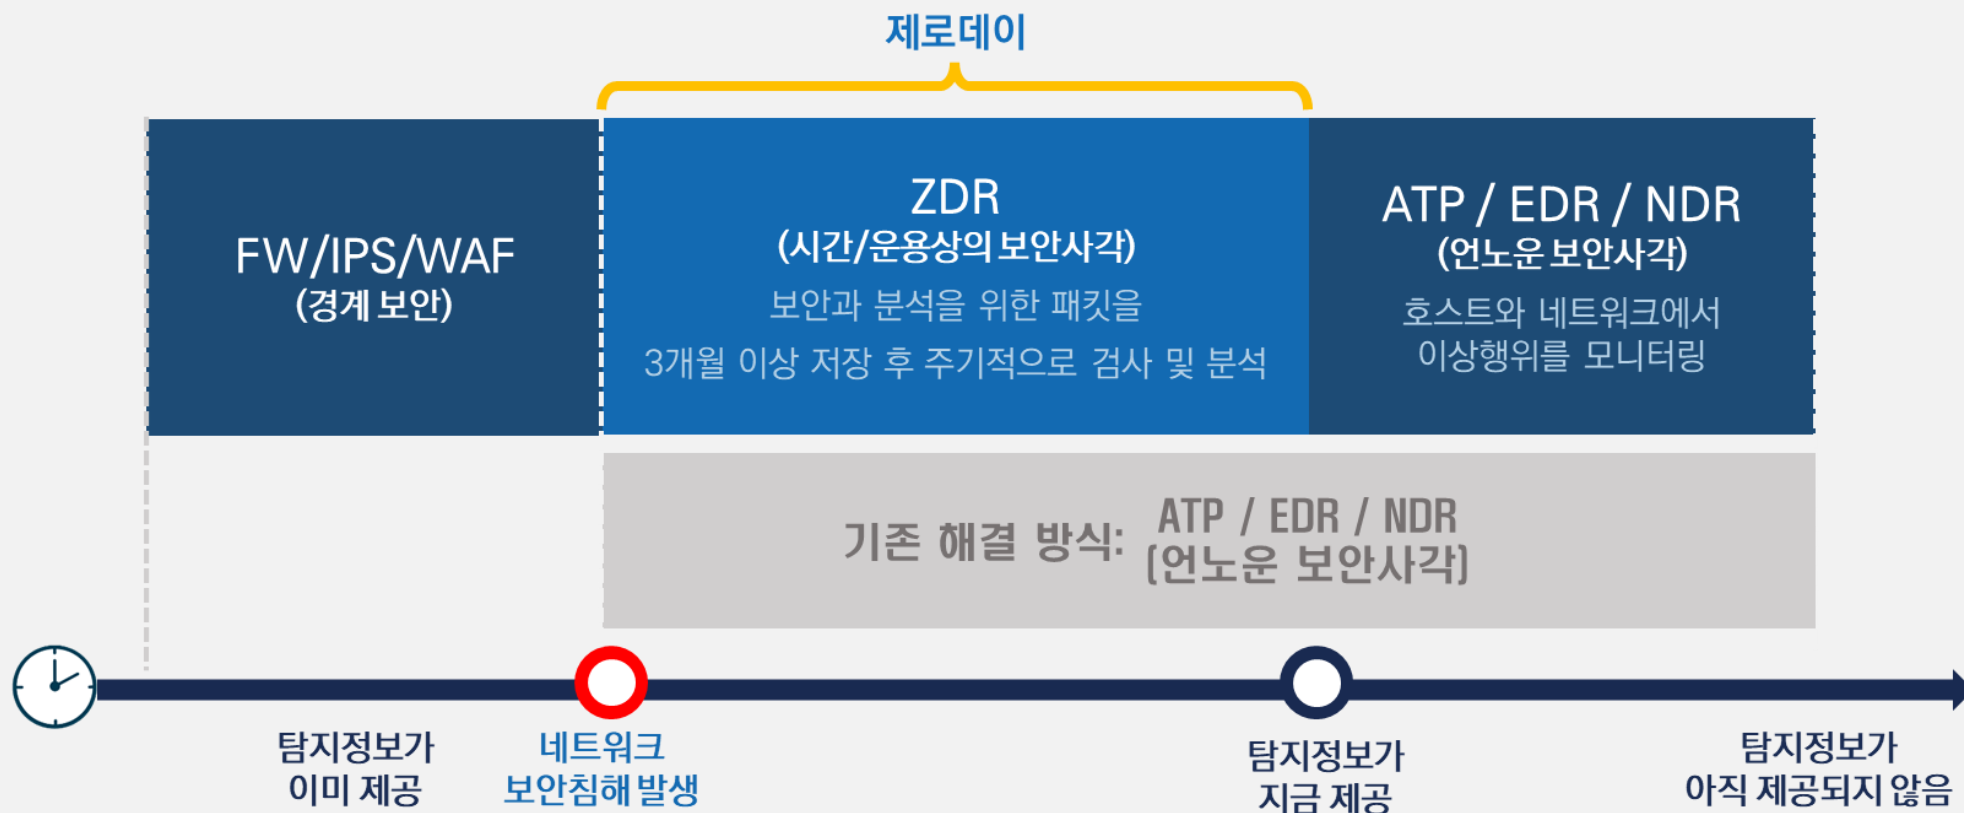 제로데이
FW/IPS/WAF
(경계 보안)
ZDR
(시간/운용상의 보안사각)
보안과 분석을 위한 패킷을
3개월 이상 저장 후 주기적으로 검사 및 분석
ATP / EDR / NDR
(언노운 보안사각)
호스트와 네트워크에서
이상행위를 모니터링
기존 해결 방식:
ATP / EDR / NDR
(언노운 보안사각)
탐지정보가
이미 제공
네트워크
보안침해 발생
탐지정보가
지금 제공
탐지정보가
아직 제공되지 않음